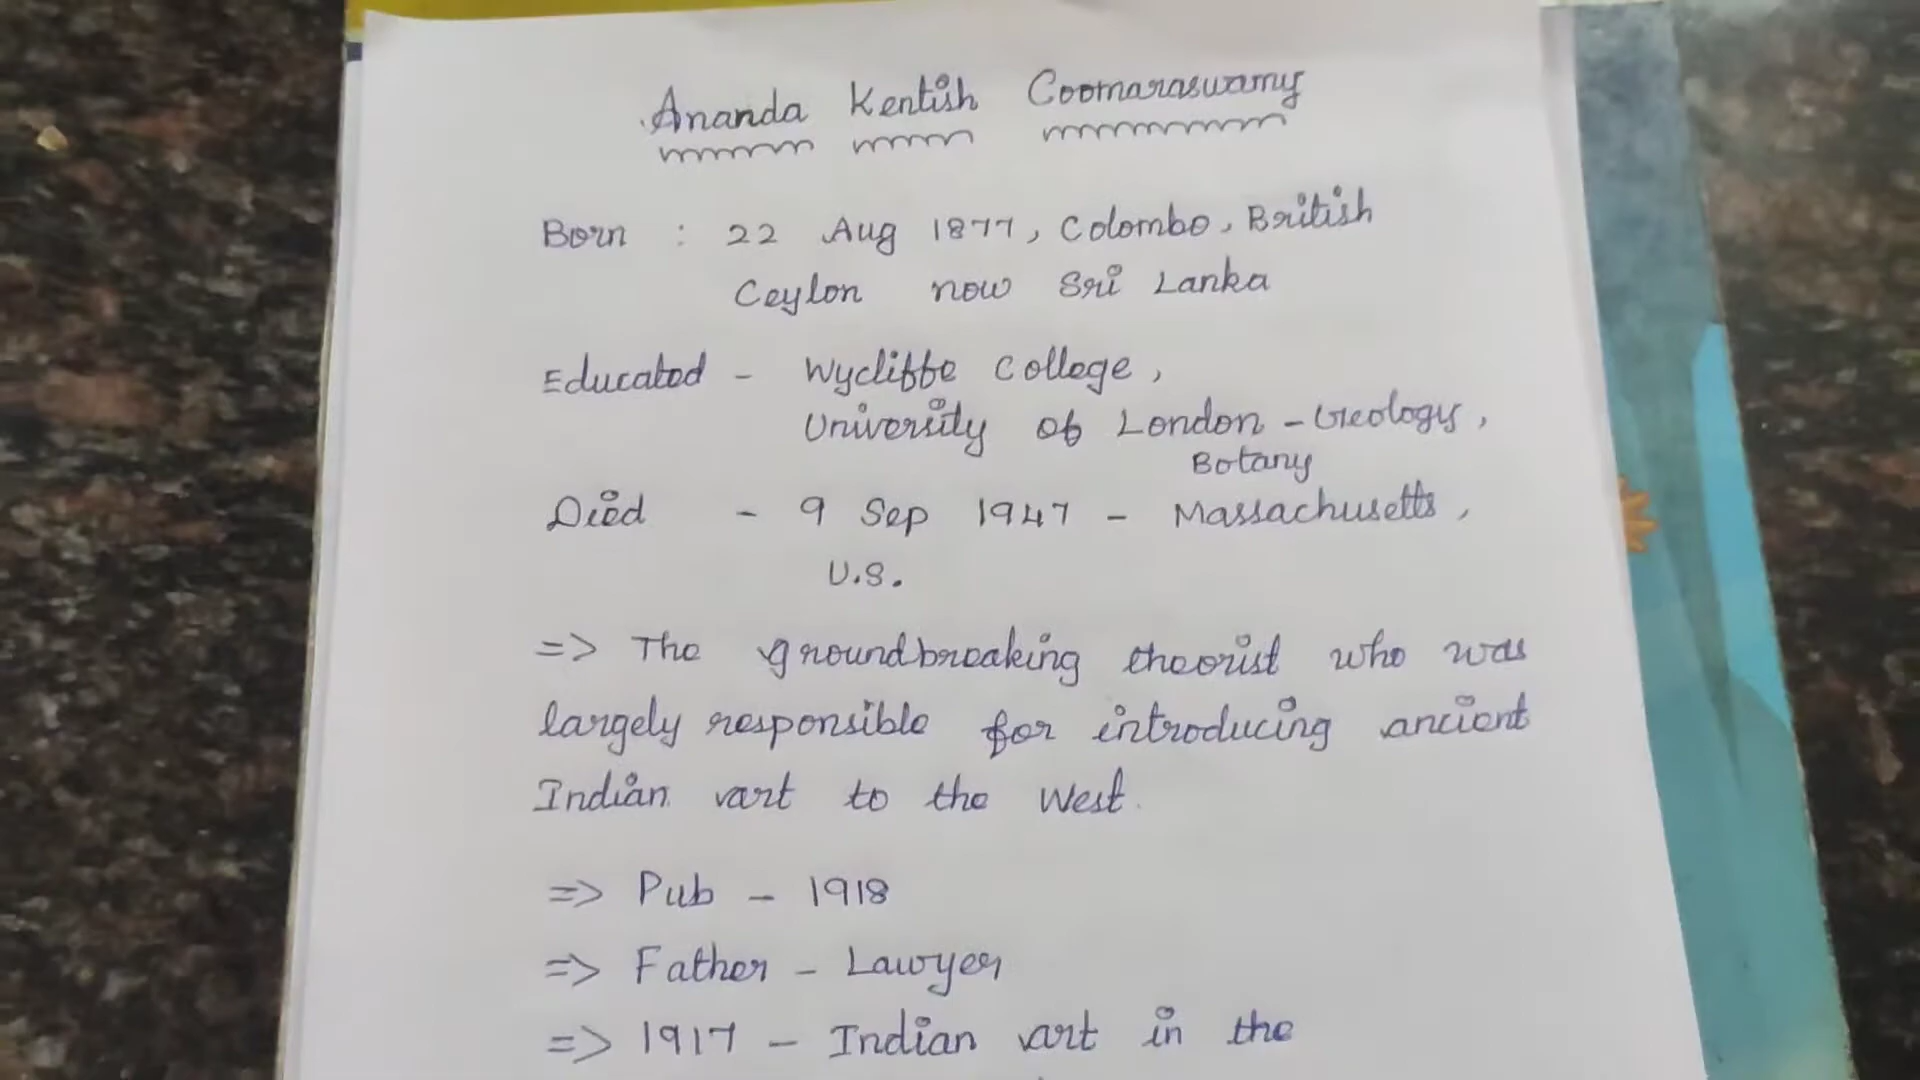 Ananda Kentish Coomaraswamy
Born : 22 Aug 1877, Colombo, British
Ceylon now Sri Lanka
Educated - Wycliffe College,
University of London - Geology,
Botany
Died - 9 Sep 1947 - Massachusetts,
U.S.
=> The groundbreaking theorist who was
largely responsible for introducing ancient
Indian art to the West.
=> Pub - 1918
=> Father - Lawyer
=> 1917 - Indian art in the